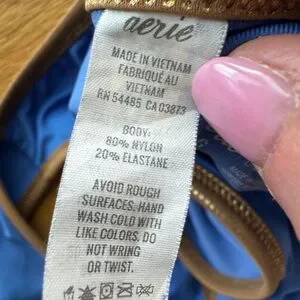 aerie
MADE IN VIETNAM
FABRIQUÉ AU
VIETNAM
RN 54485 CA 03873
BODY:
80% NYLON
20% ELASTANE
AVOID ROUGH
SURFACES. HAND
WASH COLD WITH
LIKE COLORS. DO
NOT WRING
OR TWIST.